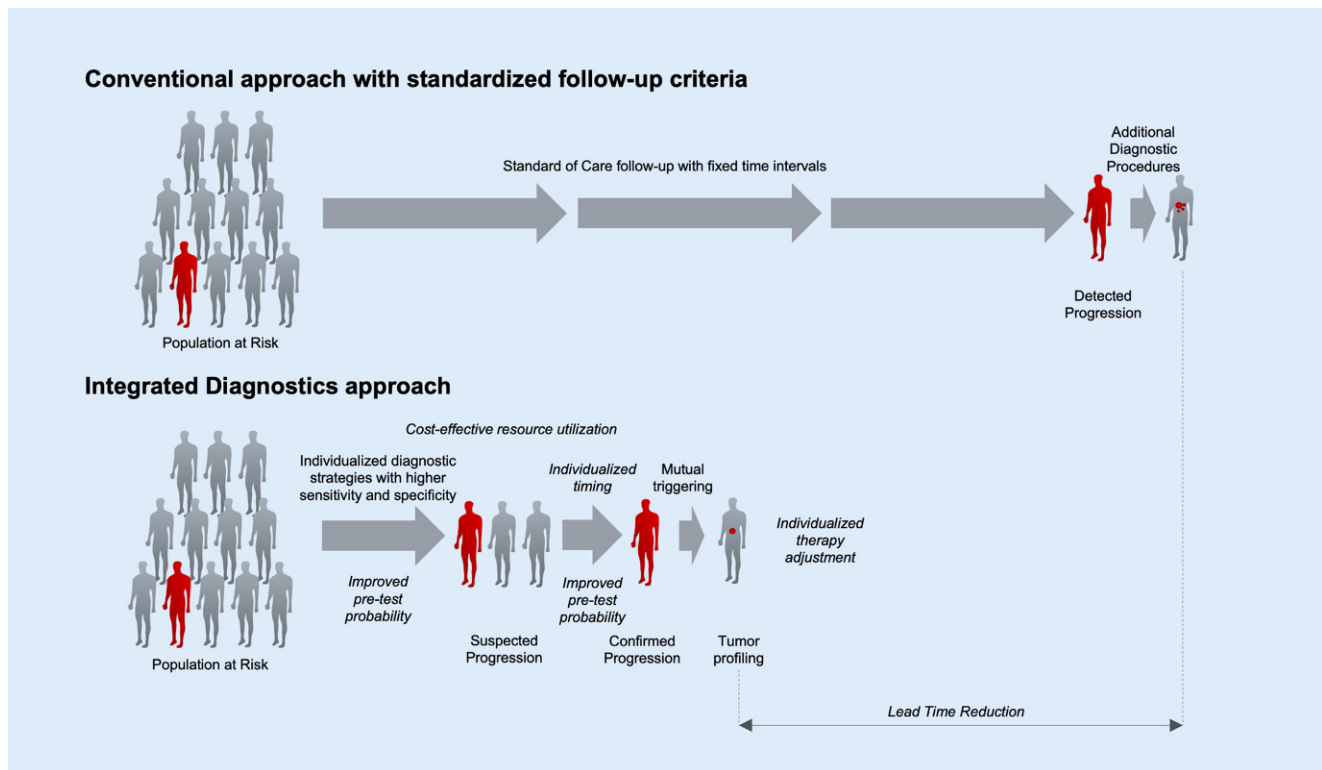 Conventional approach with standardized follow-up criteria
Additional
Diagnostic
Procedures
Standard of Care follow-up with fixed time intervals
Detected
Progression
Population at Risk
Integrated Diagnostics approach
Cost-effective resource utilization
Individualized diagnostic
strategies with higher
sensitivity and specificity
Individualized
timing
Mutual
triggering
Individualized
therapy
adjustment
Improved
pre-test
probability
Improved
pre-test
probability
Suspected
Progression
Confirmed
Progression
Tumor
profiling
Population at Risk
Lead Time Reduction